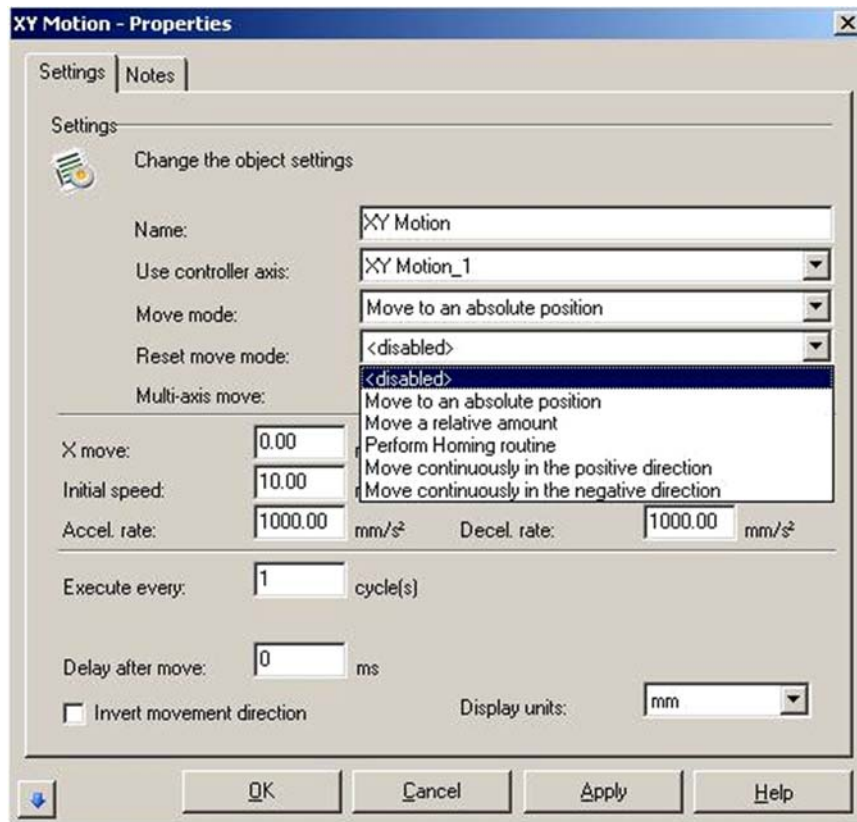 XY Motion - Properties
Settings Notes
Settings
Change the object settings
Name: XY Motion
Use controller axis: XY Motion_1
Move mode: Move to an absolute position
Reset move mode: <disabled>
Multi-axis move:
<disabled>
Move to an absolute position
Move a relative amount
Perform Homing routine
Move continuously in the positive direction
Move continuously in the negative direction
X move: 0.00
Initial speed: 10.00
Accel. rate: 1000.00 mm/s² Decel. rate: 1000.00 mm/s²
Execute every: 1 cycle(s)
Delay after move: 0 ms
Invert movement direction Display units: mm
OK Cancel Apply Help